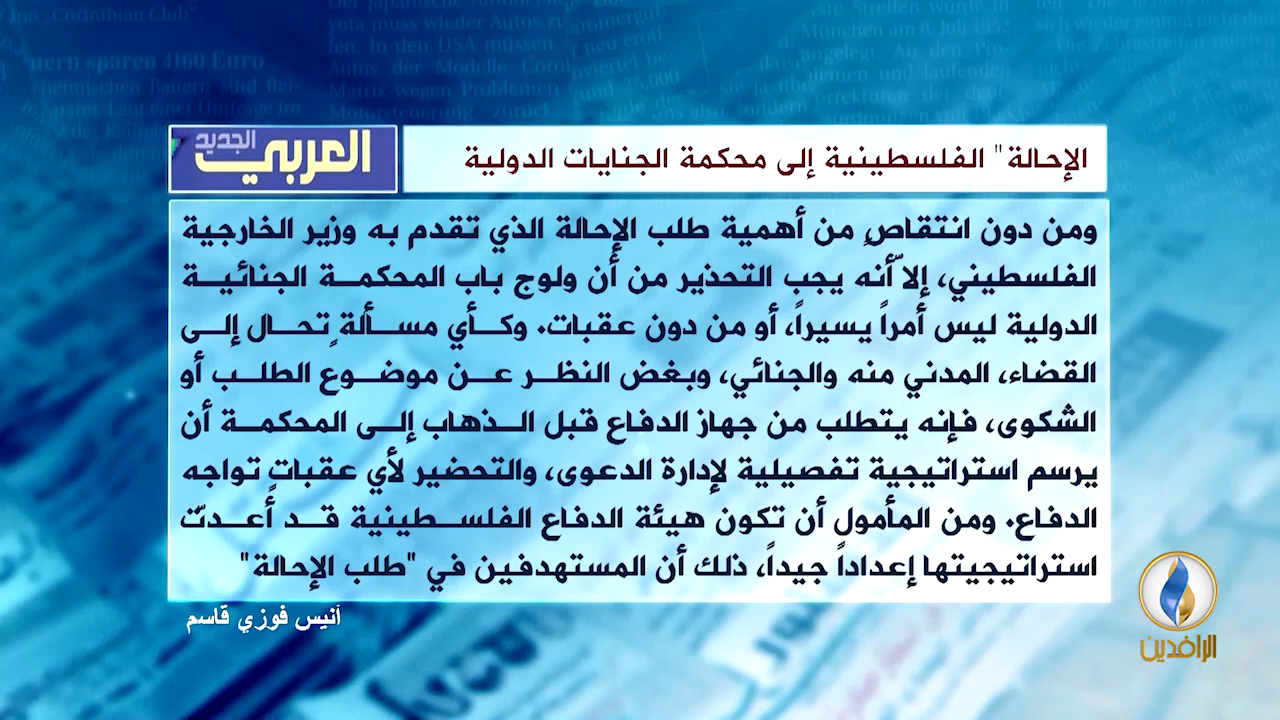 الإحالة" الفلسطينية إلى محكمة الجنايات الدولية
العربي الجديد
ومن دون انتقاصٍ من أهمية طلب الإحالة الذي تقدم به وزير الخارجية
الفلسطيني، إلاّ أنه يجب التحذير من أن ولوج باب المحكمة الجنائية
الدولية ليس أمراً يسيراً، أو من دون عقبات. وكأي مسألةٍ تحال إلى
القضاء، المدني منه والجنائي، وبغض النظر عن موضوع الطلب أو
الشكوى، فإنه يتطلب من جهاز الدفاع قبل الذهاب إلى المحكمة أن
يرسم استراتيجية تفصيلية لإدارة الدعوى، والتحضير لأي عقباتٍ تواجه
الدفاع. ومن المأمول أن تكون هيئة الدفاع الفلسطينية قد أعدتّ
استراتيجيتها إعداداً جيداً، ذلك أن المستهدفين في "طلب الإحالة"
أنيس فوزي قاسم
الرافدين